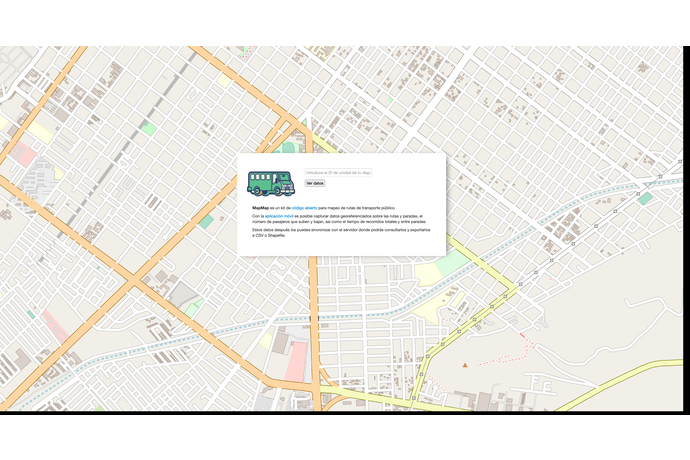 Introduce el ID de unidad de tu dispo
Ver datos
MapMap es un kit de código abierto para mapeo de rutas de transporte público.
Con la aplicación móvil es posible capturar datos georeferenciados sobre las rutas y paradas, el
número de pasajeros que suben y bajan, así como el tiempo de recorridos totales y entre paradas.
Estos datos después los puedes sincronizar con el servidor donde podrás consultarlos y exportarlos
a CSV o Shapefile.